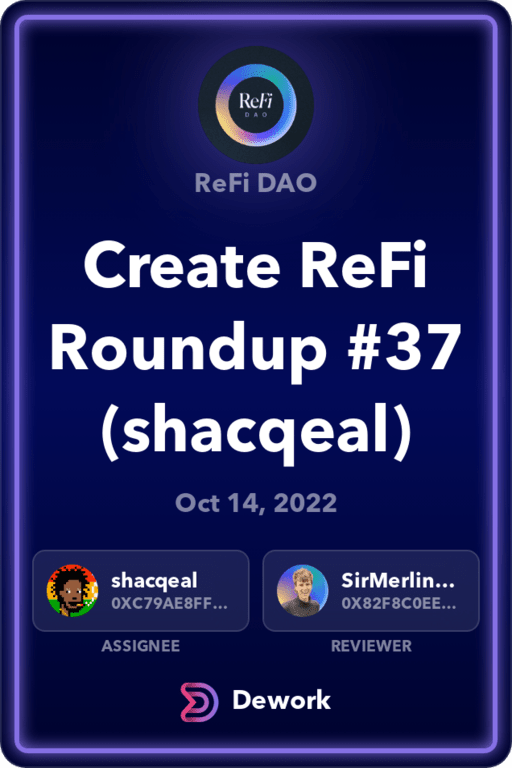 ReFi
DAO
ReFi DAO
Create ReFi
Roundup #37
(shacqeal)
Oct 14, 2022
shacqeal
0XC79AE8FF...
ASSIGNEE
SirMerlin...
0X82F8C0EE...
REVIEWER
Dework